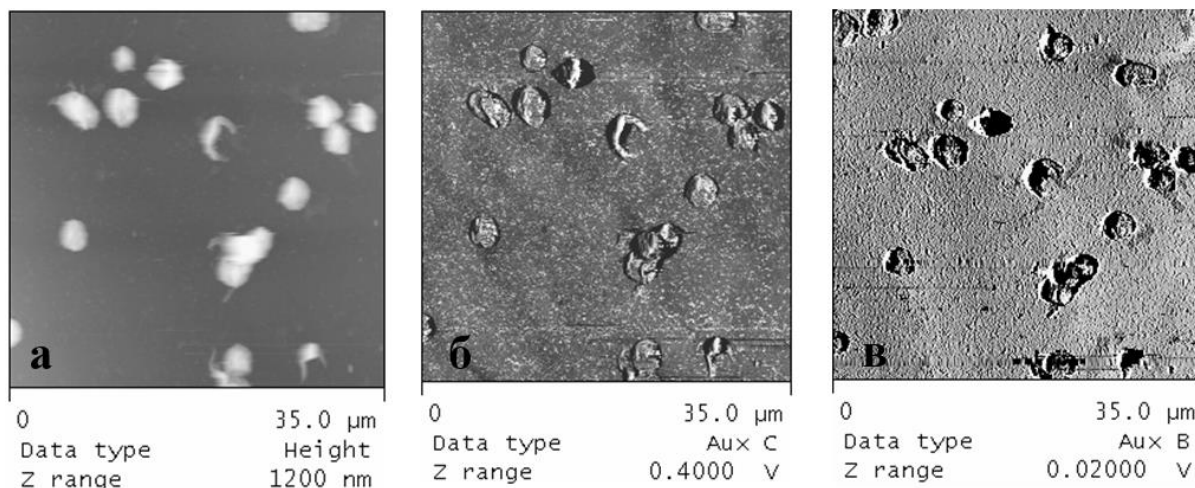 а
0 35.0 µm
Data type Height
Z range 1200 nm
б
0 35.0 µm
Data type Aux C
Z range 0.4000 V
в
0 35.0 µm
Data type Aux B
Z range 0.02000 V